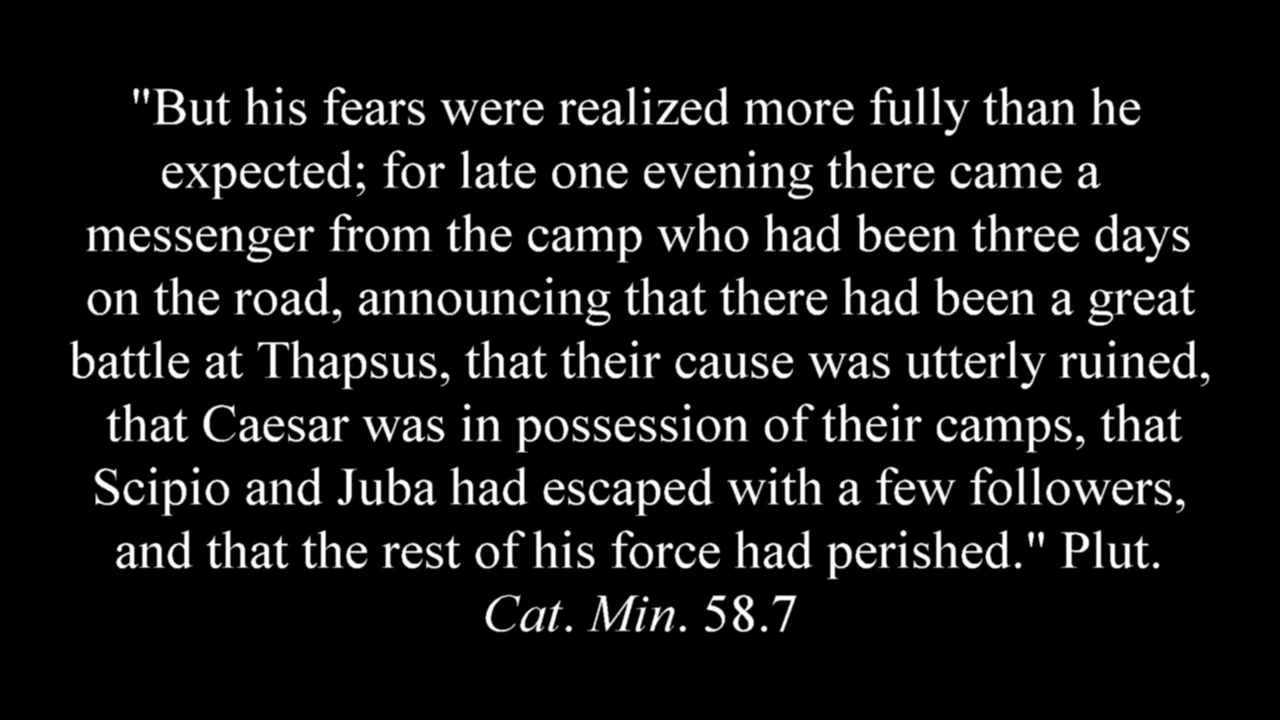 "But his fears were realized more fully than he
expected; for late one evening there came a
messenger from the camp who had been three days
on the road, announcing that there had been a great
battle at Thapsus, that their cause was utterly ruined,
that Caesar was in possession of their camps, that
Scipio and Juba had escaped with a few followers,
and that the rest of his force had perished." Plut.
Cat. Min. 58.7